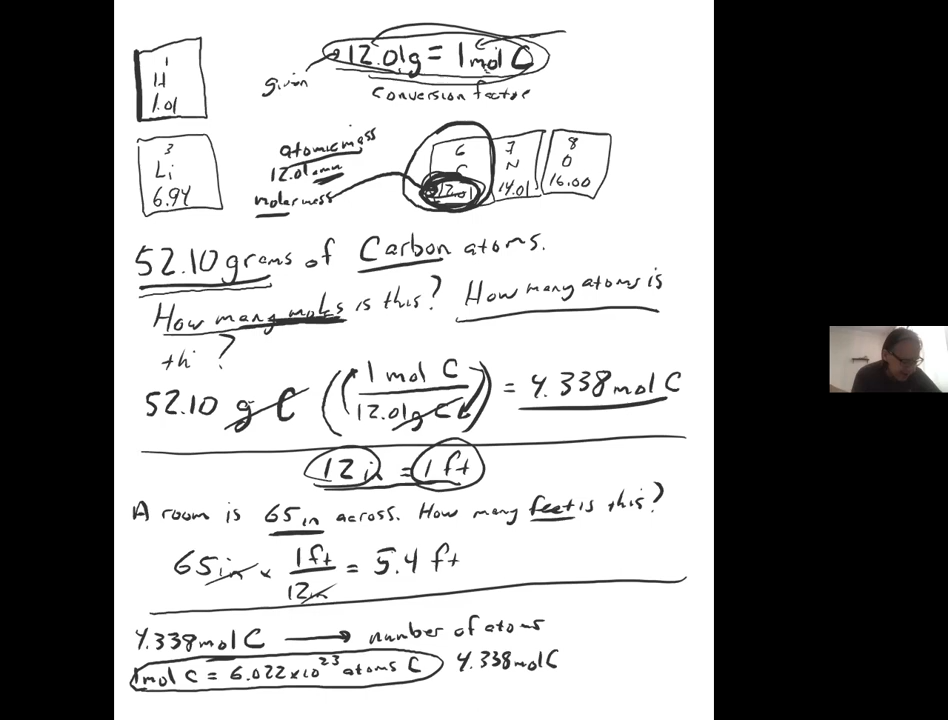 12.01g = 1 mol C
given
conversion factor
1
H
1.01
3
Li
6.94
atomic mass
12.01 amu
molar mass
6
C
12.01
7
N
14.01
8
O
16.00
52.10 grams of Carbon atoms.
How many moles is this? How many atoms is
thi ?
52.10 g C ( 1 mol C / 12.01g C ) = 4.338 mol C
12 in = 1 ft
A room is 65 in across. How many feet is this?
65 in x 1 ft / 12 in = 5.4 ft
4.338 mol C → number of atoms
1 mol C = 6.022 x 10^23 atoms C 4.338 mol C